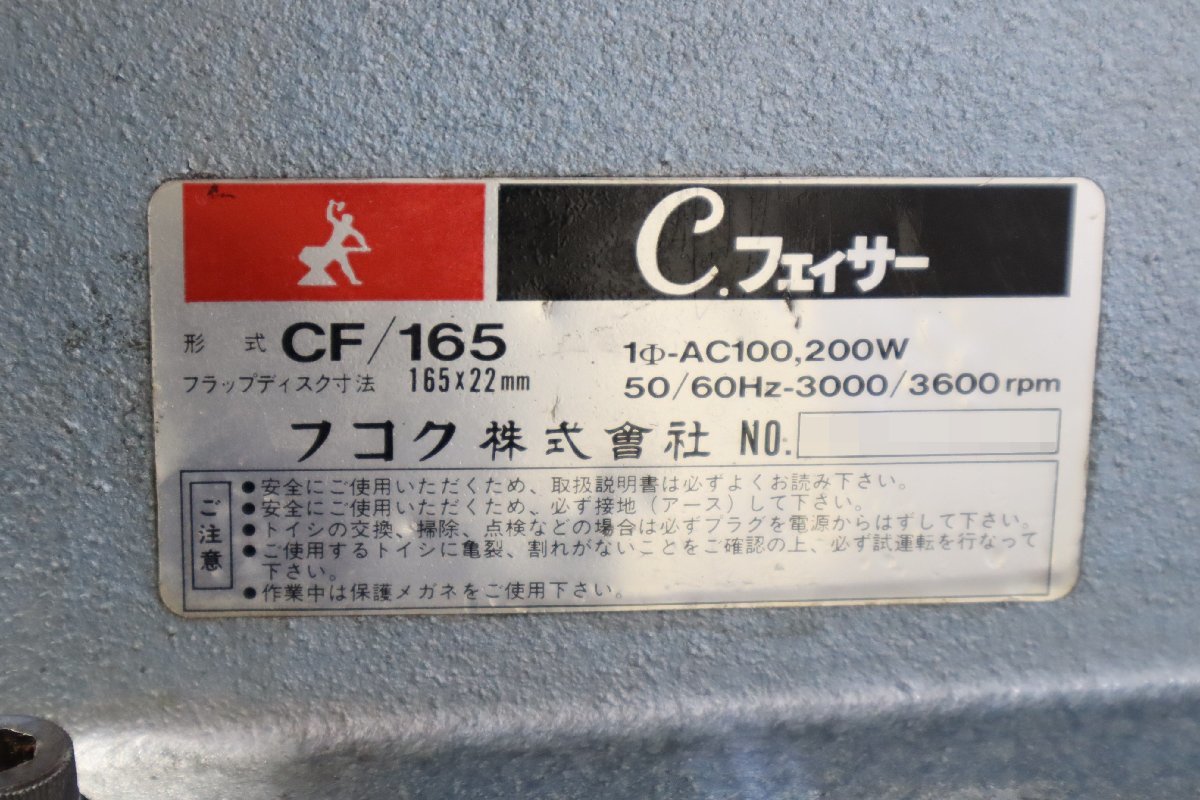 C.フェイサー
形式 CF/165
1Φ-AC100,200W
フラップディスク寸法 165×22mm
50/60Hz-3000/3600rpm
フコク株式會社 NO.
ご注意
●安全にご使用いただくため、取扱説明書は必ずよくお読み下さい。
●安全にご使用いただくため、必ず接地(アース)して下さい。
●トイシの交換、掃除、点検などの場合は必ずプラグを電源からはずして下さい。
●ご使用するトイシに亀裂、割れがないことをご確認の上、必ず試運転を行なって
下さい。
●作業中は保護メガネをご使用下さい。